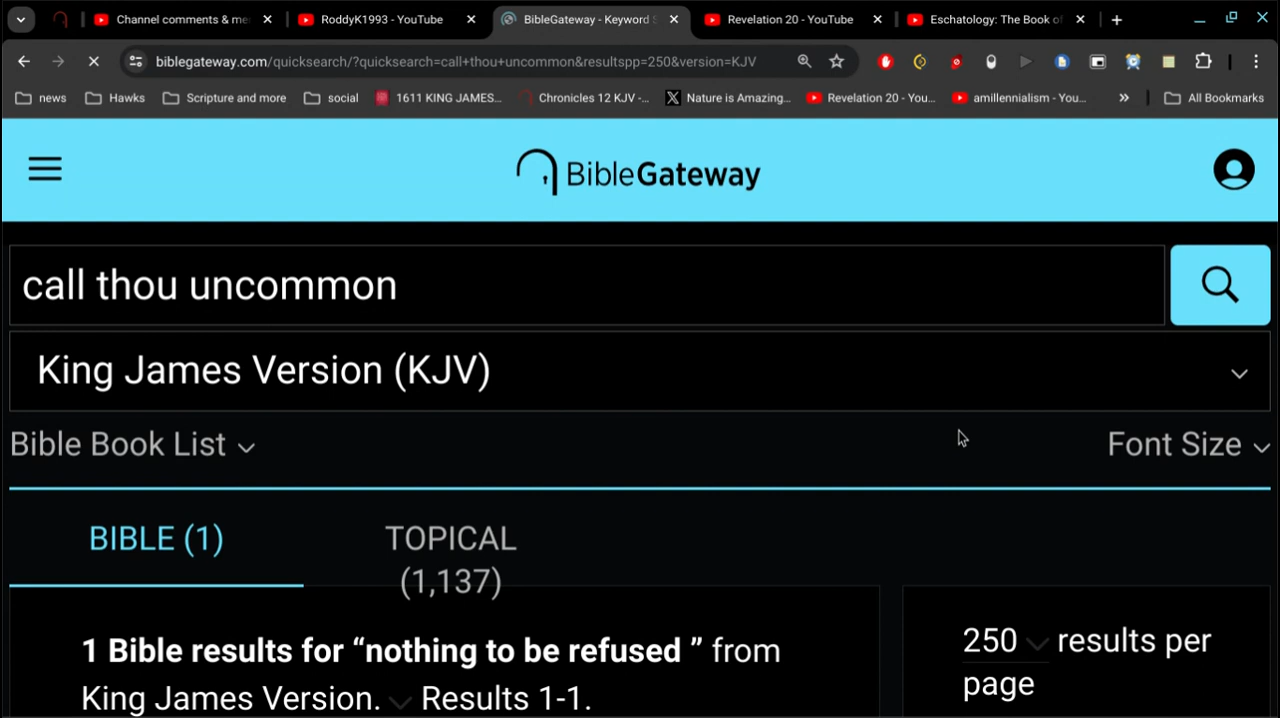 Channel comments & me
RoddyK1993 - YouTube
BibleGateway - Keyword S
Revelation 20 - YouTube
Eschatology: The Book of
biblegateway.com/quicksearch/?quicksearch=call+thou+uncommon&resultspp=250&version=KJV
news
Hawks
Scripture and more
social
1611 KING JAMES...
Chronicles 12 KJV -...
Nature is Amazing...
Revelation 20 - You...
amillennialism - You...
All Bookmarks
BibleGateway
call thou uncommon
King James Version (KJV)
Bible Book List
Font Size
BIBLE (1)
TOPICAL
(1,137)
1 Bible results for “nothing to be refused ” from
King James Version. Results 1-1.
250 results per
page